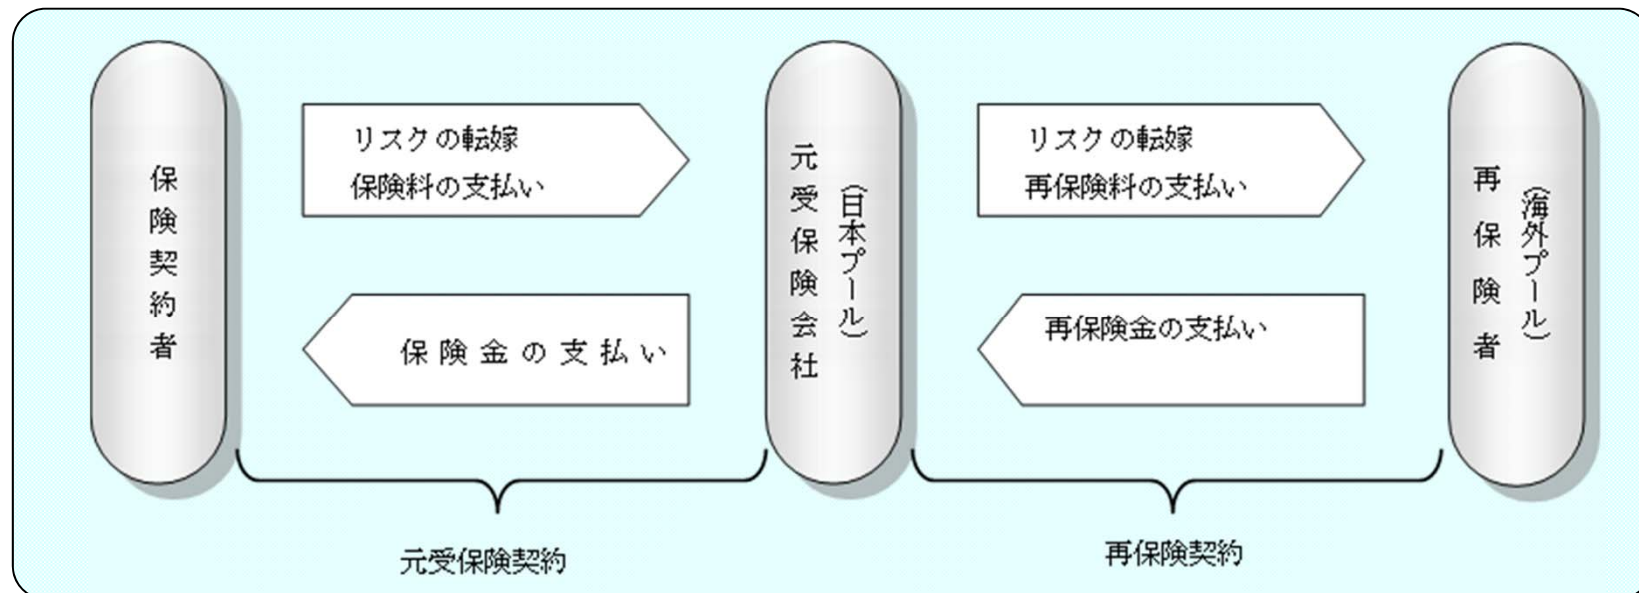 保険契約者
リスクの転嫁
保険料の支払い
保険金の支払い
元受保険会社
(日本プール)
リスクの転嫁
再保険料の支払い
再保険金の支払い
再保険者
(海外プール)
元受保険契約
再保険契約